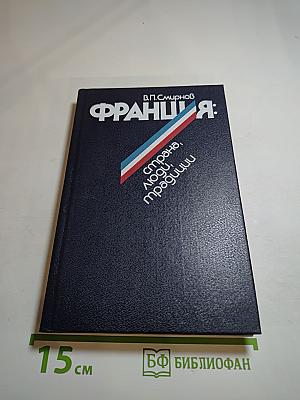 В.П.Смирнов
ФРАНЦИЯ:
страна,
люди,
традиции
15 см
БФ БИБЛИОФАН